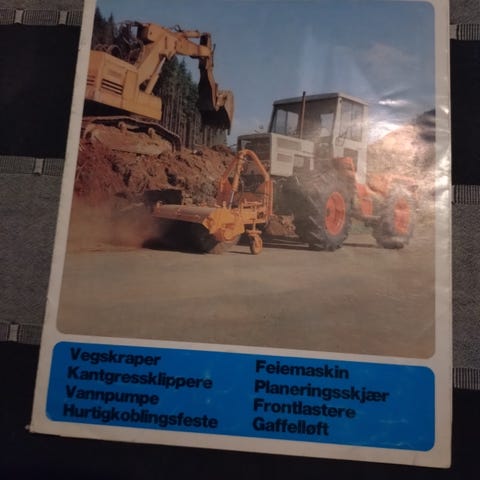 Vegskraper
Kantgressklippere
Vannpumpe
Hurtigkoblingsfeste
Feiemaskin
Planeringsskjær
Frontlastere
Gaffelløft